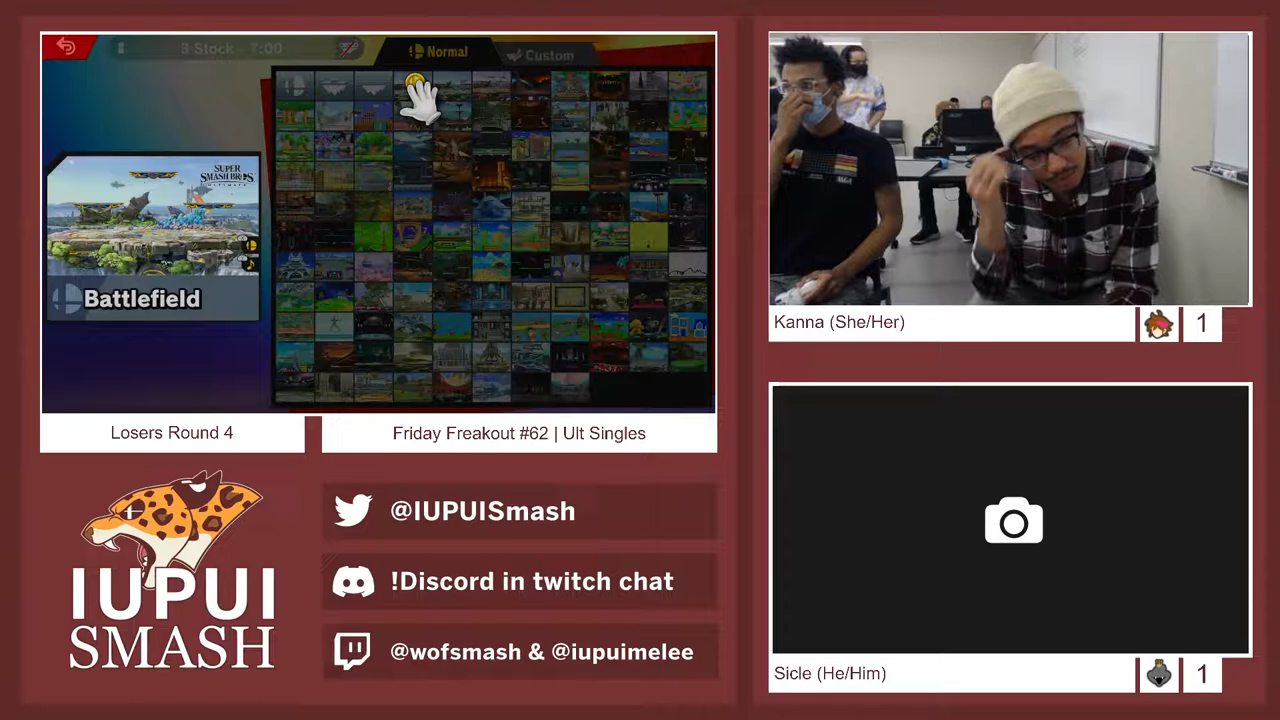 3-Stock - 7:00
Normal
Custom
SUPER
SMASH BROS.
ULTIMATE
Battlefield
Losers Round 4
Friday Freakout #62 | Ult Singles
IUPUI
SMASH
@IUPUISmash
!Discord in twitch chat
@wofsmash & @iupuimelee
Kanna (She/Her)
1
Sicle (He/Him)
1